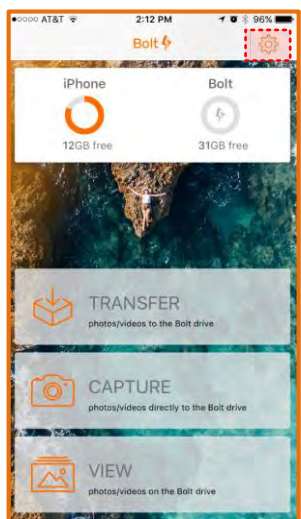 AT&T 2:12 PM 96%
Bolt
iPhone Bolt
12GB free 31GB free
TRANSFER
photos/videos to the Bolt drive
CAPTURE
photos/videos directly to the Bolt drive
VIEW
photos/videos on the Bolt drive